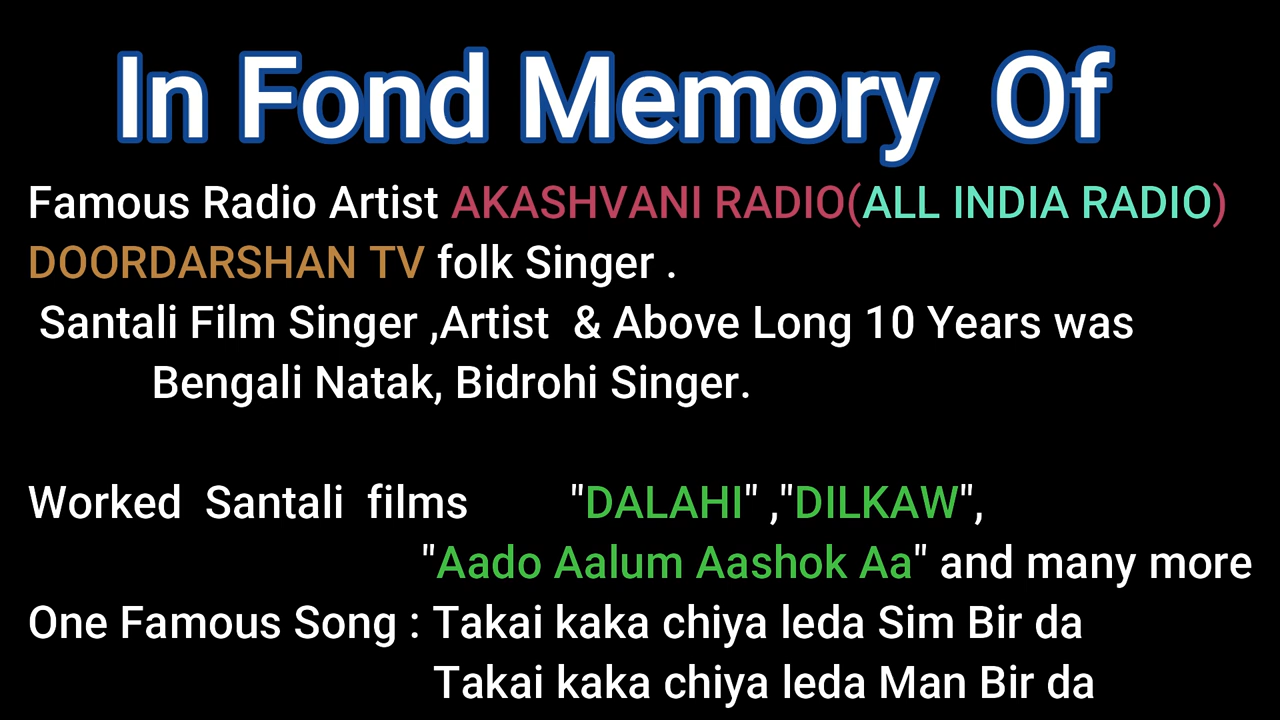 In Fond Memory Of
Famous Radio Artist AKASHVANI RADIO(ALL INDIA RADIO)
DOORDARSHAN TV folk Singer .
Santali Film Singer ,Artist & Above Long 10 Years was
Bengali Natak, Bidrohi Singer.
Worked Santali films "DALAHI" ,"DILKAW",
"Aado Aalum Aashok Aa" and many more
One Famous Song : Takai kaka chiya leda Sim Bir da
Takai kaka chiya leda Man Bir da